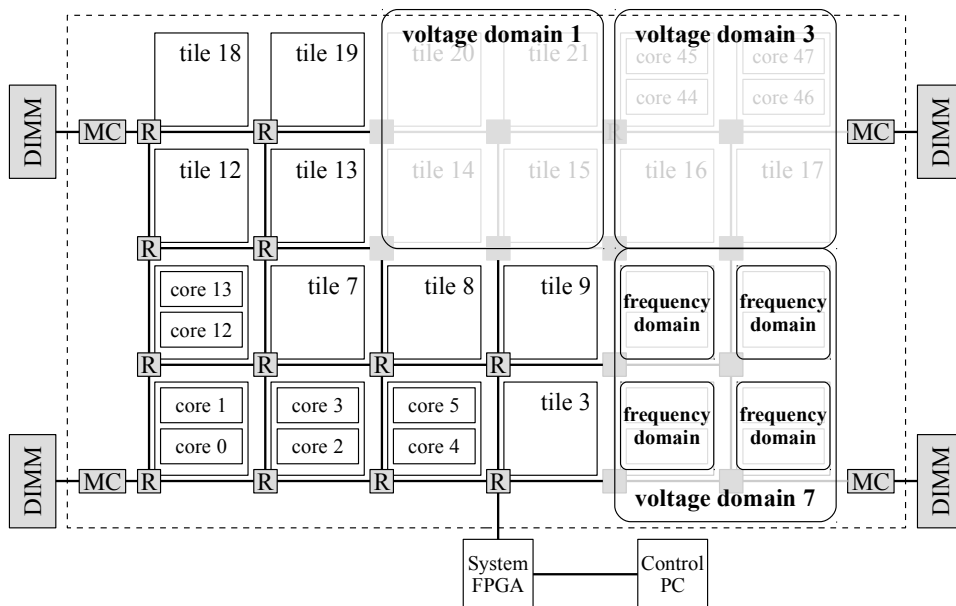 voltage domain 1
voltage domain 3
tile 18
tile 19
tile 20
tile 21
core 45
core 47
core 44
core 46
DIMM
MC
R
R
R
MC
DIMM
tile 12
tile 13
tile 14
tile 15
tile 16
tile 17
R
R
core 13
core 12
tile 7
tile 8
tile 9
frequency
domain
frequency
domain
R
R
R
R
core 1
core 0
core 3
core 2
core 5
core 4
tile 3
frequency
domain
frequency
domain
DIMM
MC
R
R
R
R
voltage domain 7
MC
DIMM
System
FPGA
Control
PC